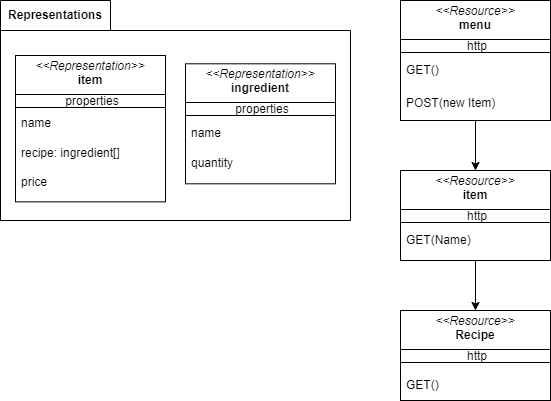 Representations
<<Representation>>
item
properties
name
recipe: ingredient[]
price
<<Representation>>
ingredient
properties
name
quantity
<<Resource>>
menu
http
GET()
POST(new Item)
<<Resource>>
item
http
GET(Name)
<<Resource>>
Recipe
http
GET()